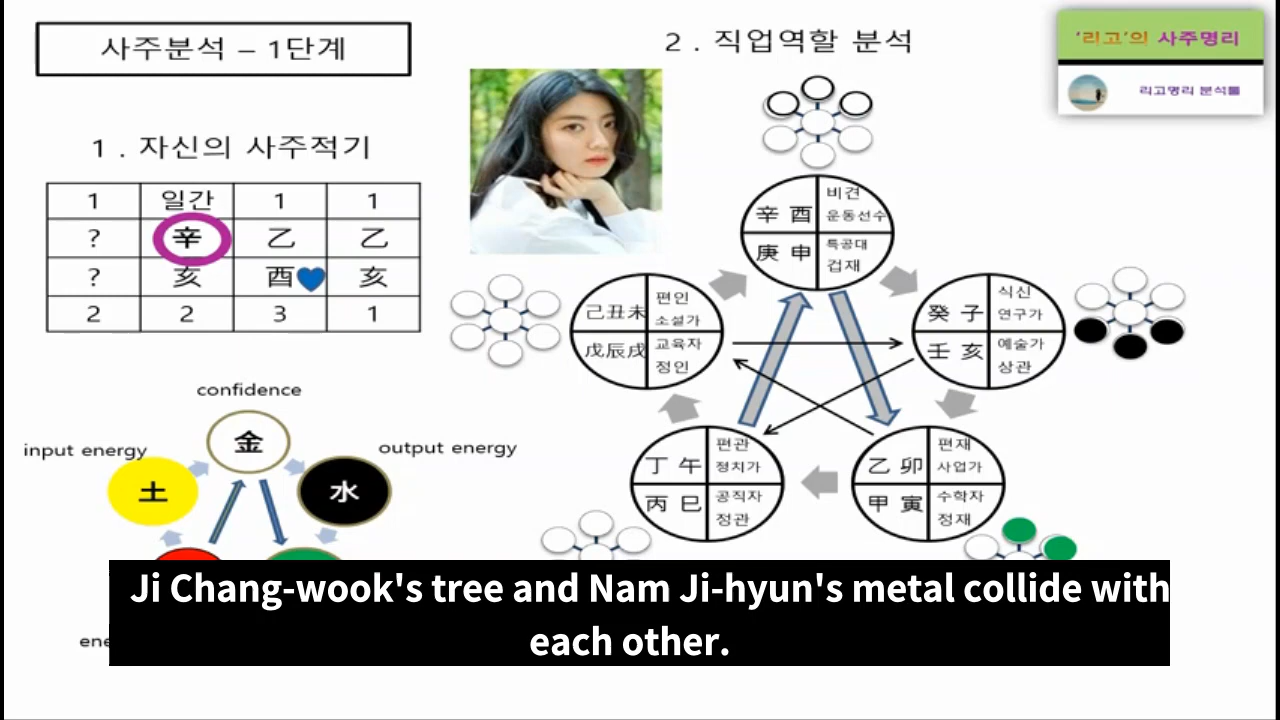 사주분석 – 1단계
2 . 직업역할 분석
'리고'의 사주명리
리고명리 분석툴
1 . 자신의 사주적기
1 일간 1 1
? 辛 乙 乙
? 亥 酉 亥
2 2 3 1
辛 酉 비견 운동선수
庚 申 특공대 겁재
己丑未 편인 소설가
戊辰戌 교육자 정인
癸 子 식신 연구가
壬 亥 예술가 상관
丁 午 편관 정치가
丙 巳 공직자 정관
乙 卯 편재 사업가
甲 寅 수학자 정재
confidence
金
input energy
output energy
土
水
ene
Ji Chang-wook's tree and Nam Ji-hyun's metal collide with
each other.